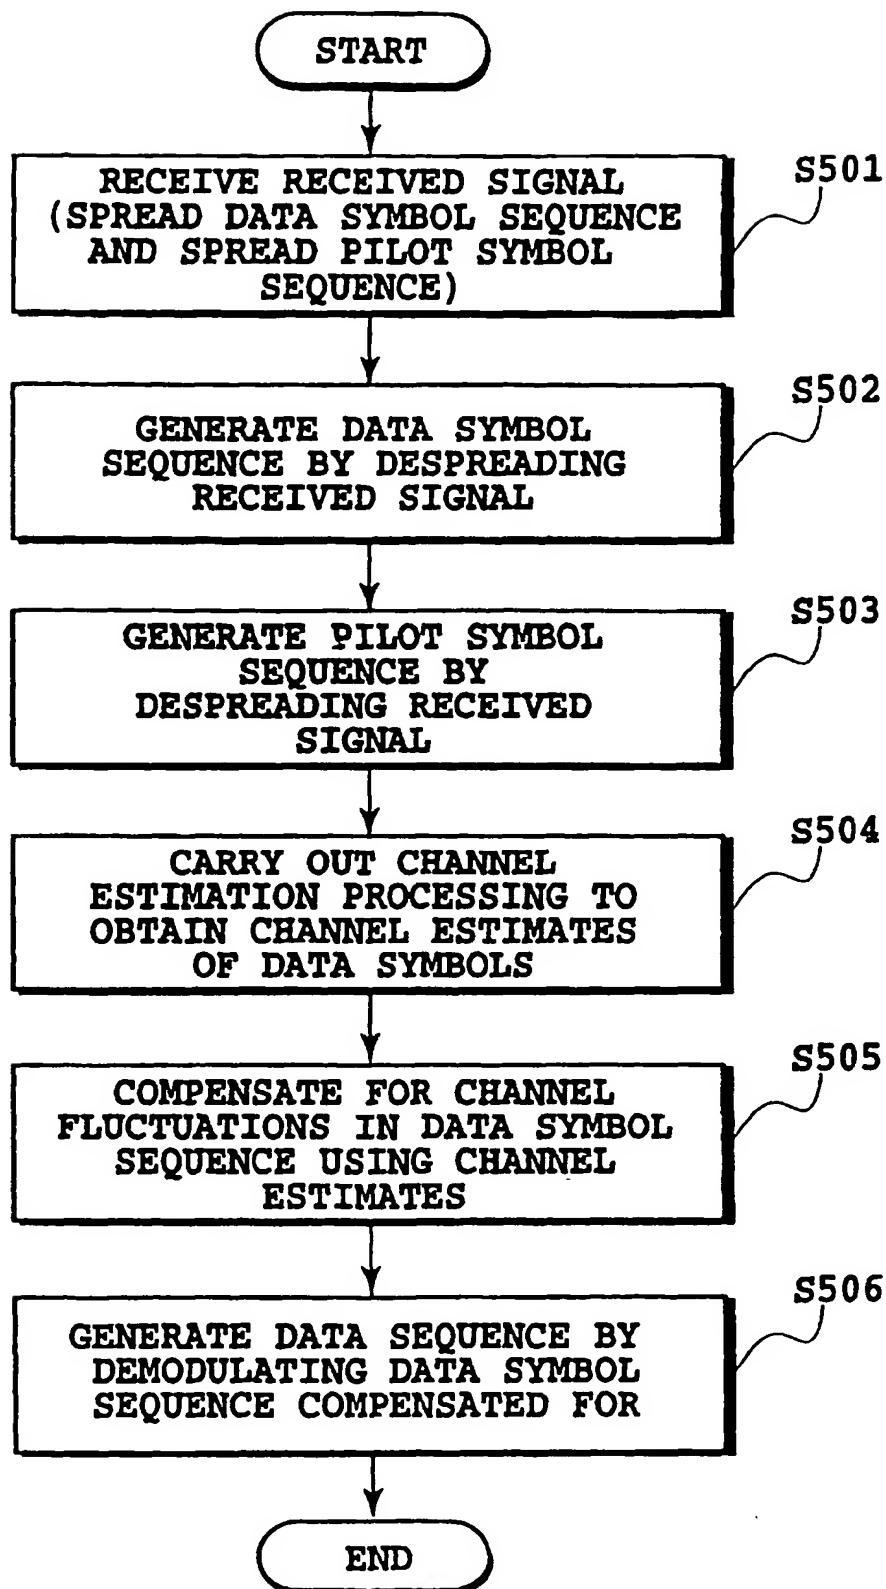 START
S501
RECEIVE RECEIVED SIGNAL
(SPREAD DATA SYMBOL SEQUENCE
AND SPREAD PILOT SYMBOL
SEQUENCE)
S502
GENERATE DATA SYMBOL
SEQUENCE BY DESPREADING
RECEIVED SIGNAL
S503
GENERATE PILOT SYMBOL
SEQUENCE BY
DESPREADING RECEIVED
SIGNAL
S504
CARRY OUT CHANNEL
ESTIMATION PROCESSING TO
OBTAIN CHANNEL ESTIMATES
OF DATA SYMBOLS
S505
COMPENSATE FOR CHANNEL
FLUCTUATIONS IN DATA SYMBOL
SEQUENCE USING CHANNEL
ESTIMATES
S506
GENERATE DATA SEQUENCE BY
DEMODULATING DATA SYMBOL
SEQUENCE COMPENSATED FOR
END